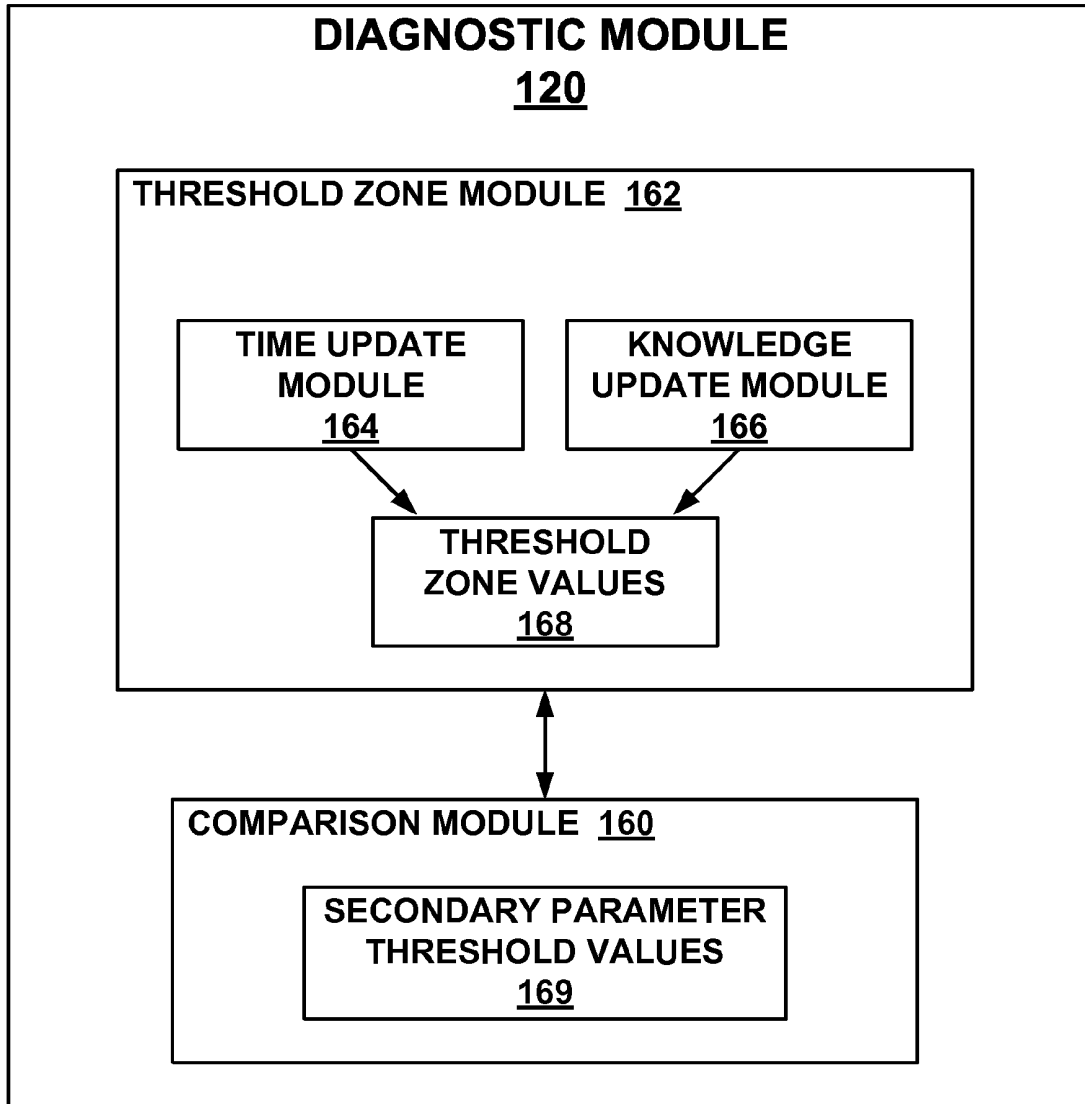 DIAGNOSTIC MODULE
120
THRESHOLD ZONE MODULE 162
TIME UPDATE
MODULE
164
KNOWLEDGE
UPDATE MODULE
166
THRESHOLD
ZONE VALUES
168
COMPARISON MODULE 160
SECONDARY PARAMETER
THRESHOLD VALUES
169